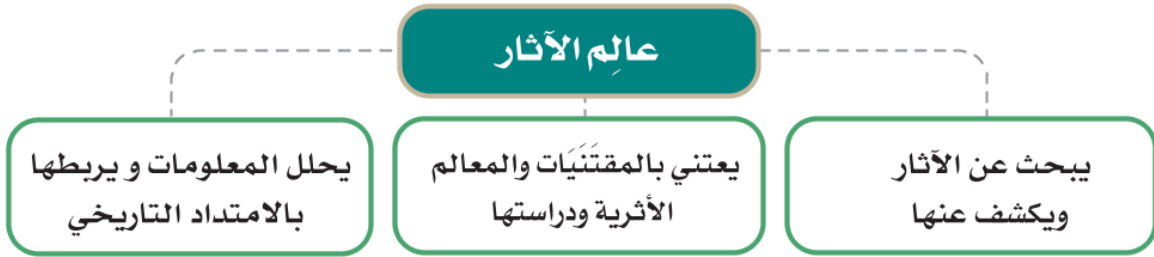 عالِم الآثار
يبحث عن الآثار
ويكشف عنها
يعتني بالمقتَنَيَات والمعالم
الأثرية ودراستها
يحلل المعلومات و يربطها
بالامتداد التاريخي